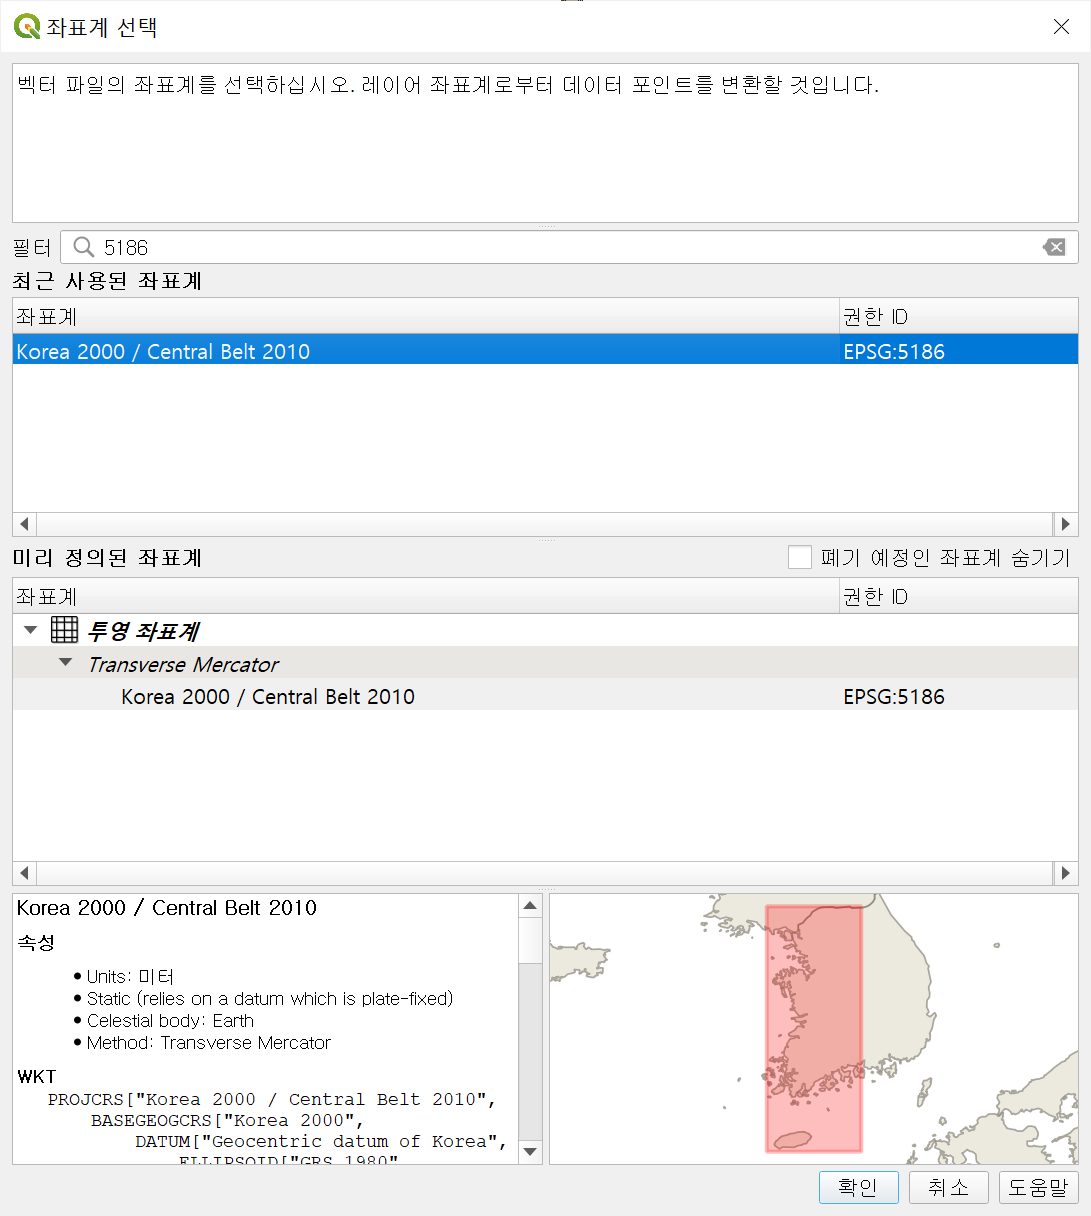 좌표계 선택
벡터 파일의 좌표계를 선택하십시오. 레이어 좌표계로부터 데이터 포인트를 변환할 것입니다.
필터 5186
최근 사용된 좌표계
좌표계 권한 ID
Korea 2000 / Central Belt 2010 EPSG:5186
미리 정의된 좌표계 폐기 예정인 좌표계 숨기기
좌표계 권한 ID
투영 좌표계
Transverse Mercator
Korea 2000 / Central Belt 2010 EPSG:5186
Korea 2000 / Central Belt 2010
속성
• Units: 미터
• Static (relies on a datum which is plate-fixed)
• Celestial body: Earth
• Method: Transverse Mercator
WKT
PROJCRS["Korea 2000 / Central Belt 2010",
BASEGEOGCRS["Korea 2000",
DATUM["Geocentric datum of Korea",
ELLIPSOID["GRS 1980"
확인 취소 도움말